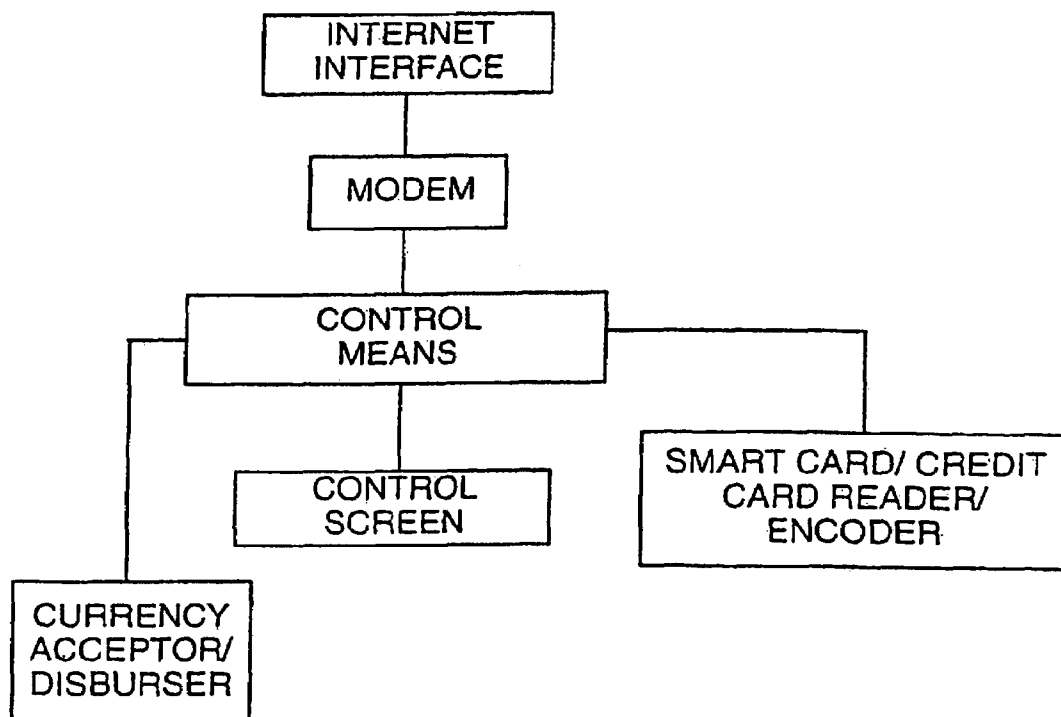 INTERNET
INTERFACE
MODEM
CONTROL
MEANS
CONTROL
SCREEN
SMART CARD/ CREDIT
CARD READER/
ENCODER
CURRENCY
ACCEPTOR/
DISBURSER